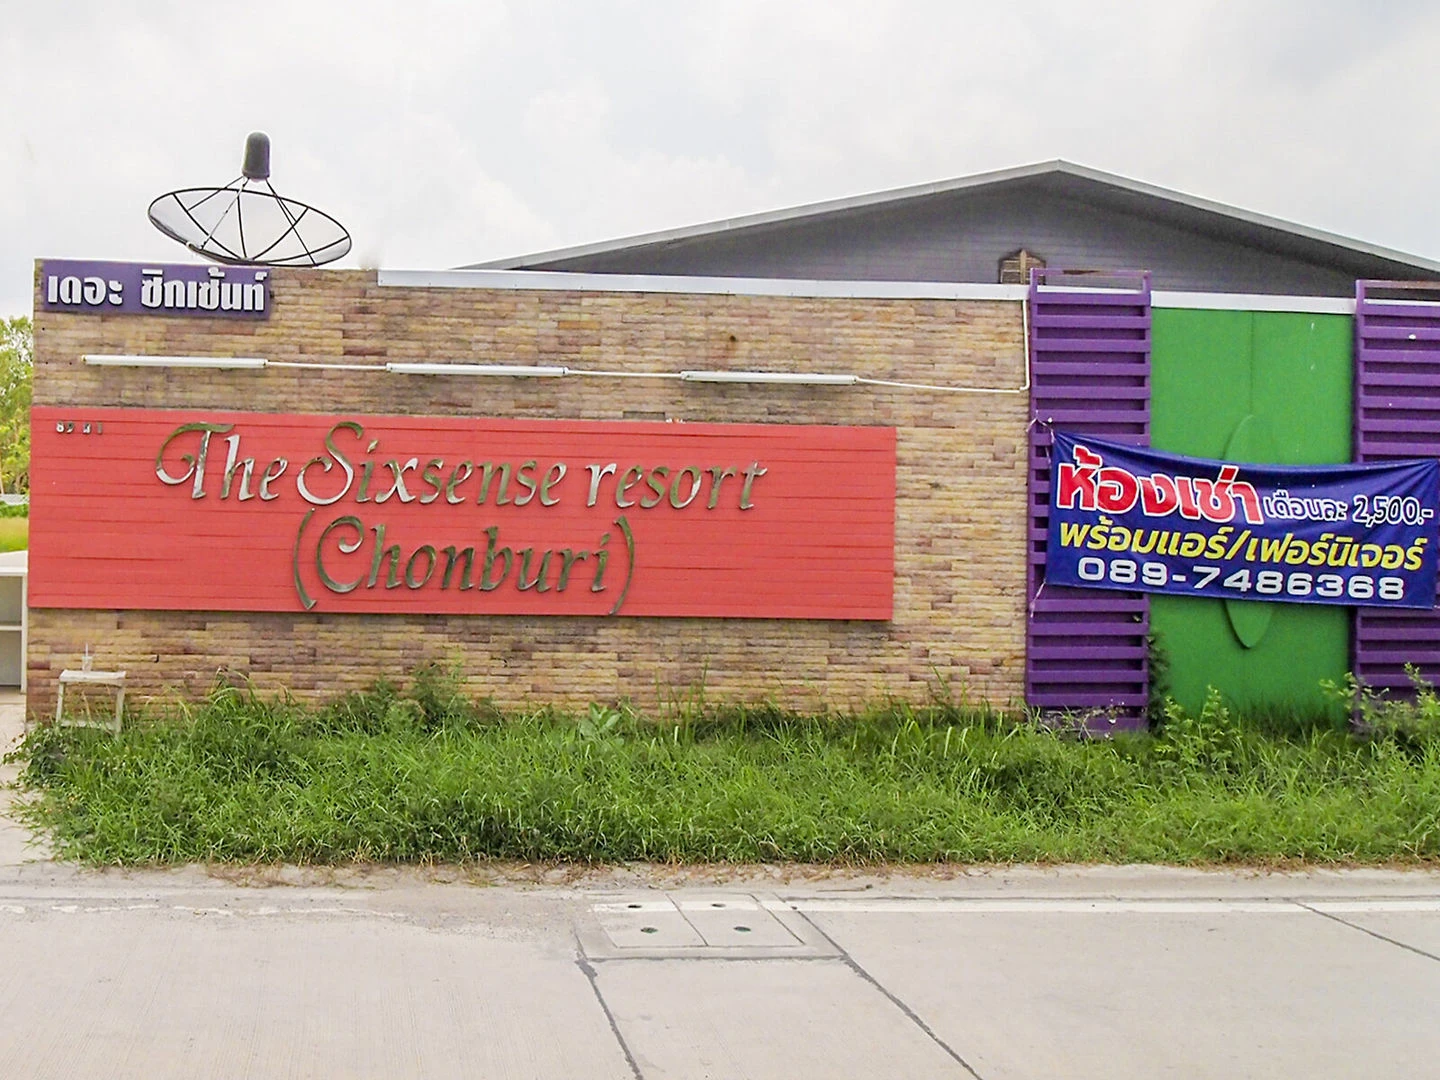 เดอะ ซิกเซ้นท์
The Sixsense resort
(Chonburi)
ห้องเช่า เดือนละ 2,500.-
พร้อมแอร์/เฟอร์นิเจอร์
089-7486368